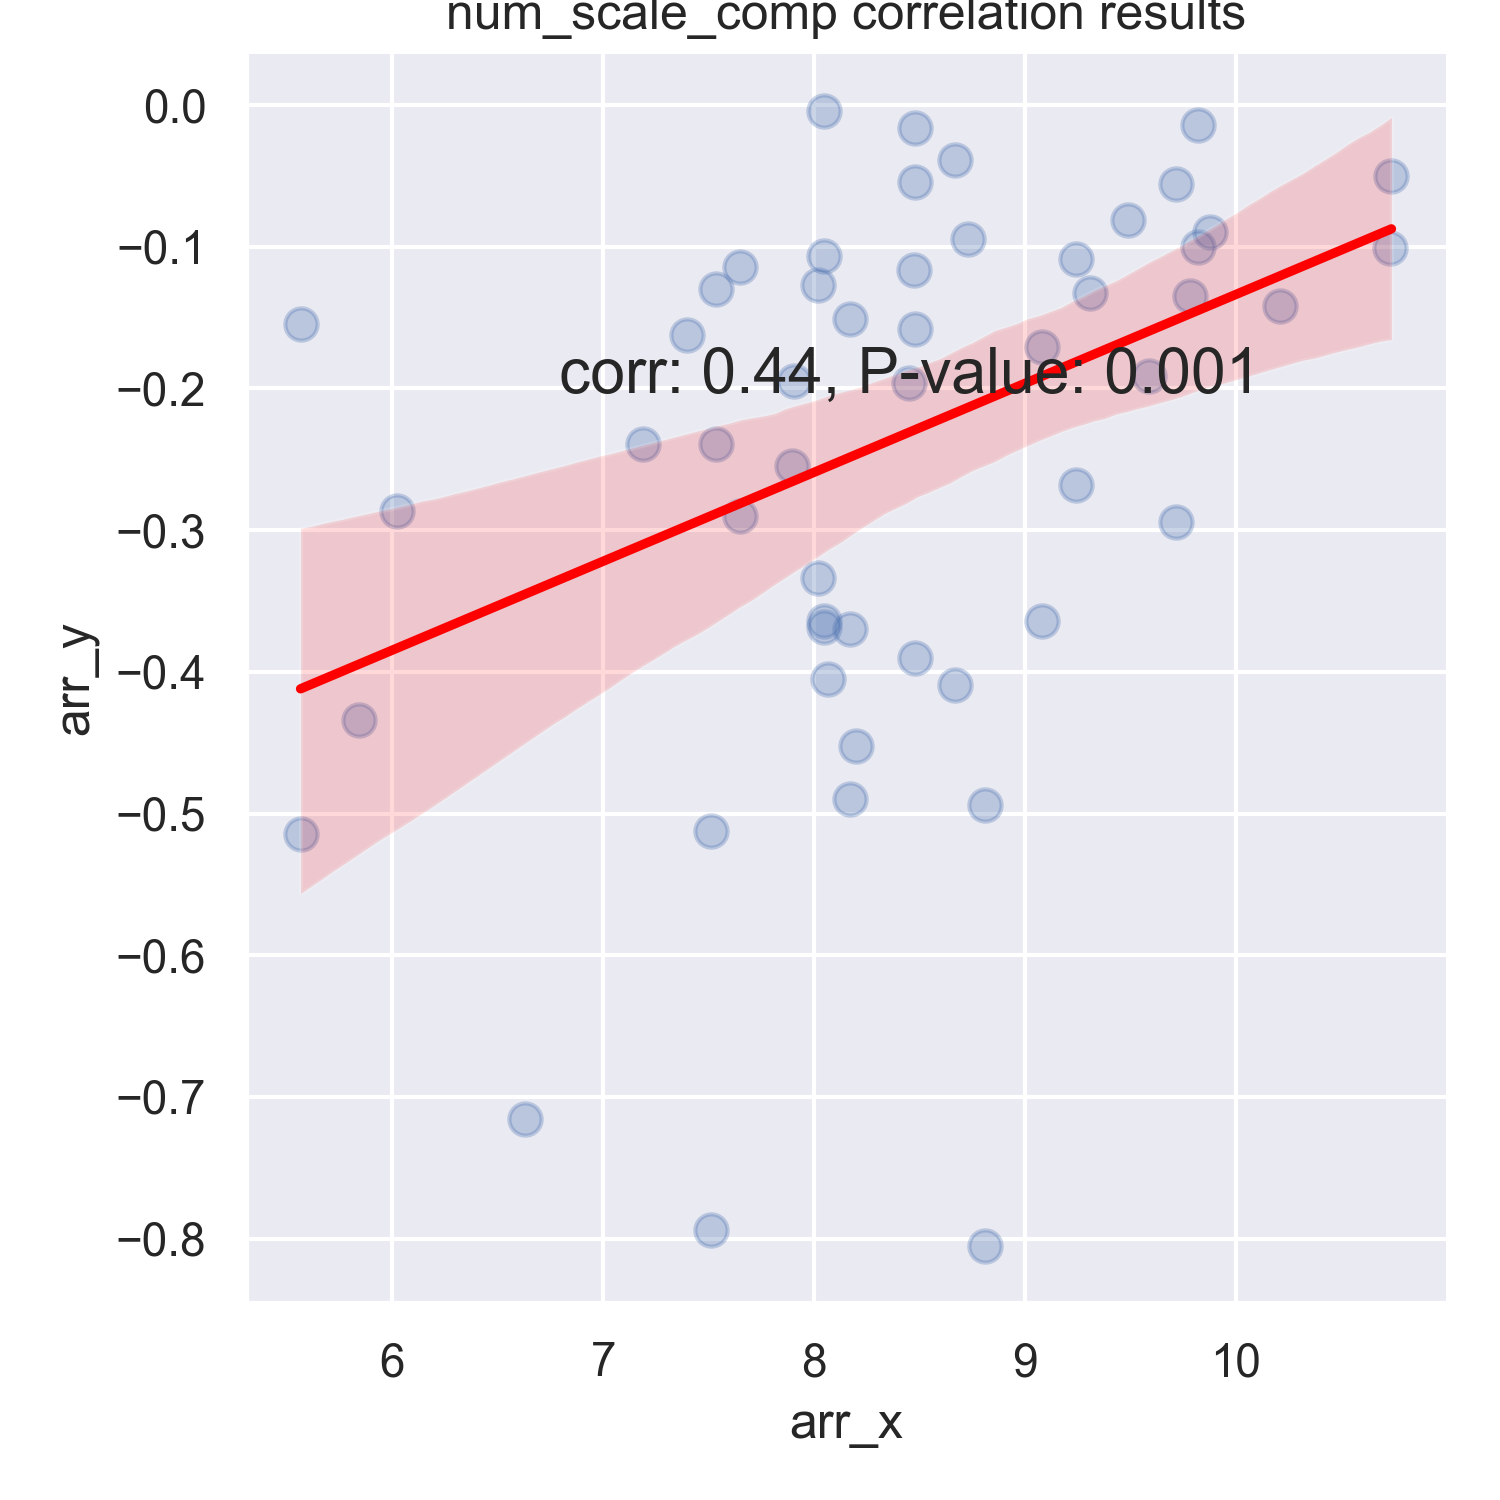 num_scale_comp correlation results
0.0
−0.1
−0.2
−0.3
−0.4
−0.5
−0.6
−0.7
−0.8
arr_y
corr: 0.44, P-value: 0.001
6 7 8 9 10
arr_x